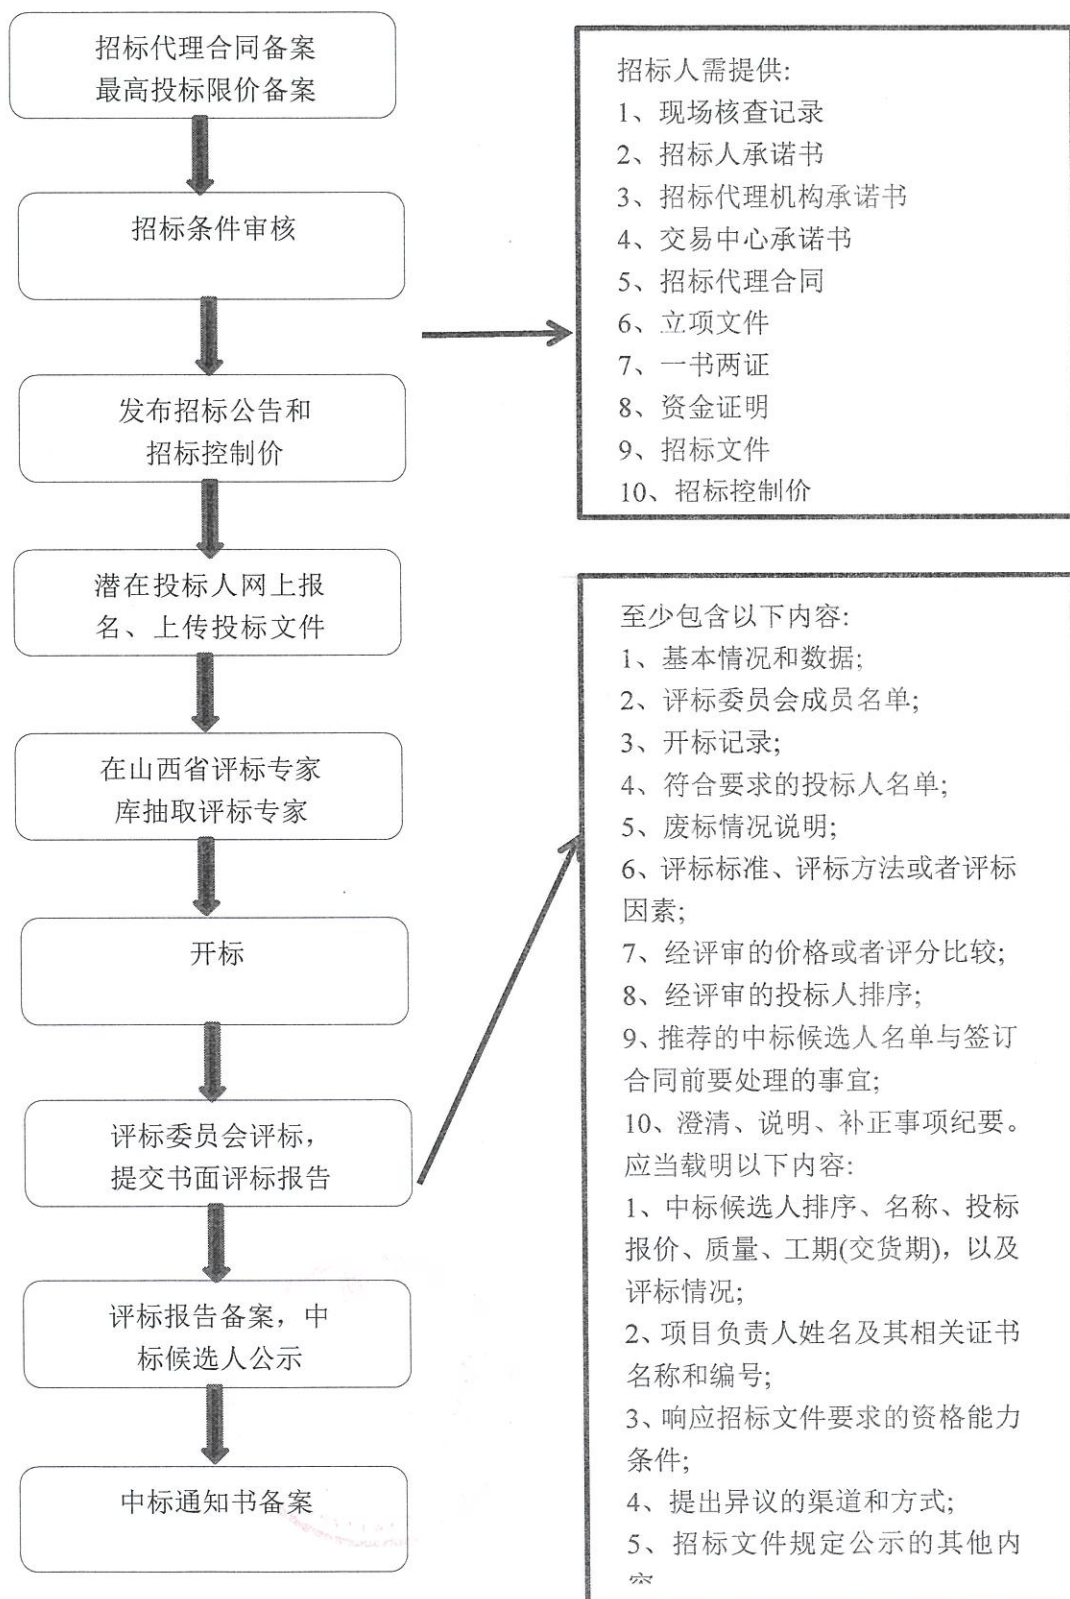 招标代理合同备案
最高投标限价备案
招标条件审核
发布招标公告和
招标控制价
潜在投标人网上报
名、上传投标文件
在山西省评标专家
库抽取评标专家
开标
评标委员会评标，
提交书面评标报告
评标报告备案，中
标候选人公示
中标通知书备案
招标人需提供:
1、现场核查记录
2、招标人承诺书
3、招标代理机构承诺书
4、交易中心承诺书
5、招标代理合同
6、立项文件
7、一书两证
8、资金证明
9、招标文件
10、招标控制价
至少包含以下内容:
1、基本情况和数据;
2、评标委员会成员名单;
3、开标记录;
4、符合要求的投标人名单;
5、废标情况说明;
6、评标标准、评标方法或者评标
因素;
7、经评审的价格或者评分比较;
8、经评审的投标人排序;
9、推荐的中标候选人名单与签订
合同前要处理的事宜;
10、澄清、说明、补正事项纪要。
应当载明以下内容:
1、中标候选人排序、名称、投标
报价、质量、工期(交货期)，以及
评标情况;
2、项目负责人姓名及其相关证书
名称和编号;
3、响应招标文件要求的资格能力
条件;
4、提出异议的渠道和方式;
5、招标文件规定公示的其他内